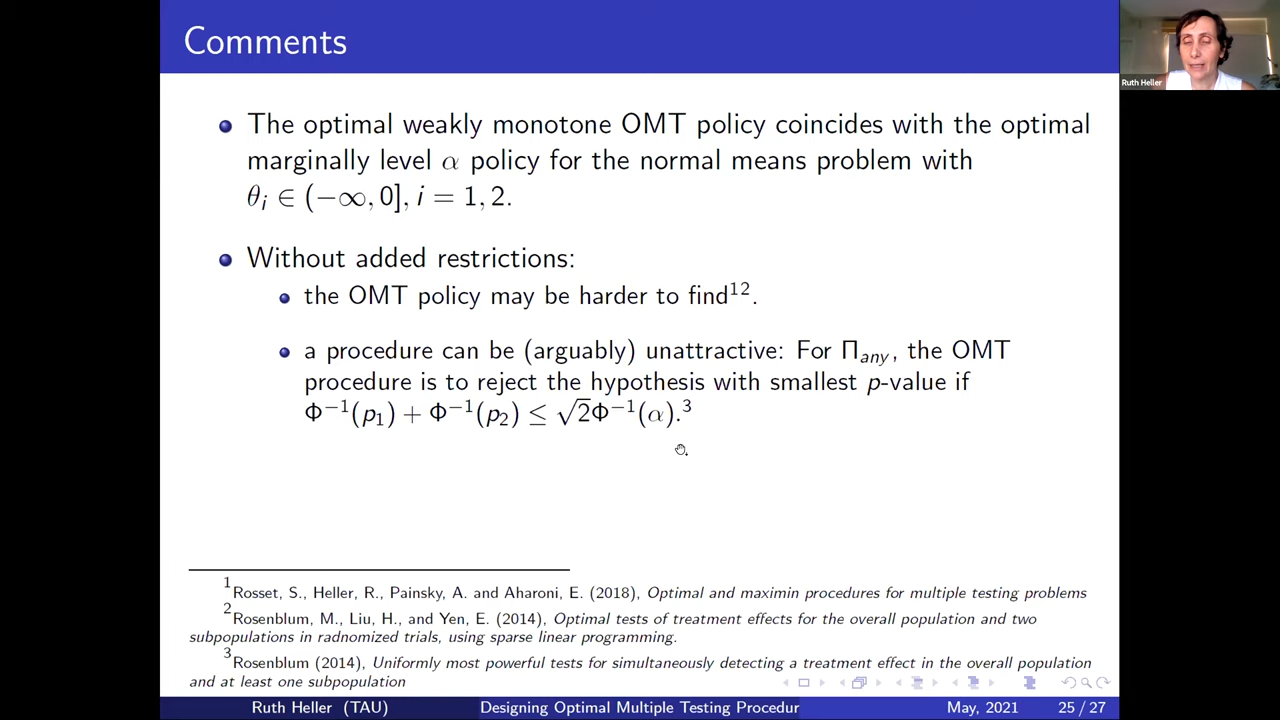 Comments
Ruth Heller
The optimal weakly monotone OMT policy coincides with the optimal
marginally level α policy for the normal means problem with
θi ∈ (−∞, 0], i = 1, 2.
Without added restrictions:
the OMT policy may be harder to find¹².
a procedure can be (arguably) unattractive: For Πany, the OMT
procedure is to reject the hypothesis with smallest p-value if
Φ⁻¹(p₁) + Φ⁻¹(p₂) ≤ √2Φ⁻¹(α).³
¹Rosset, S., Heller, R., Painsky, A. and Aharoni, E. (2018), Optimal and maximin procedures for multiple testing problems
²Rosenblum, M., Liu, H., and Yen, E. (2014), Optimal tests of treatment effects for the overall population and two
subpopulations in radnomized trials, using sparse linear programming.
³Rosenblum (2014), Uniformly most powerful tests for simultaneously detecting a treatment effect in the overall population
and at least one subpopulation
Ruth Heller (TAU) Designing Optimal Multiple Testing Procedur May, 2021 25 / 27